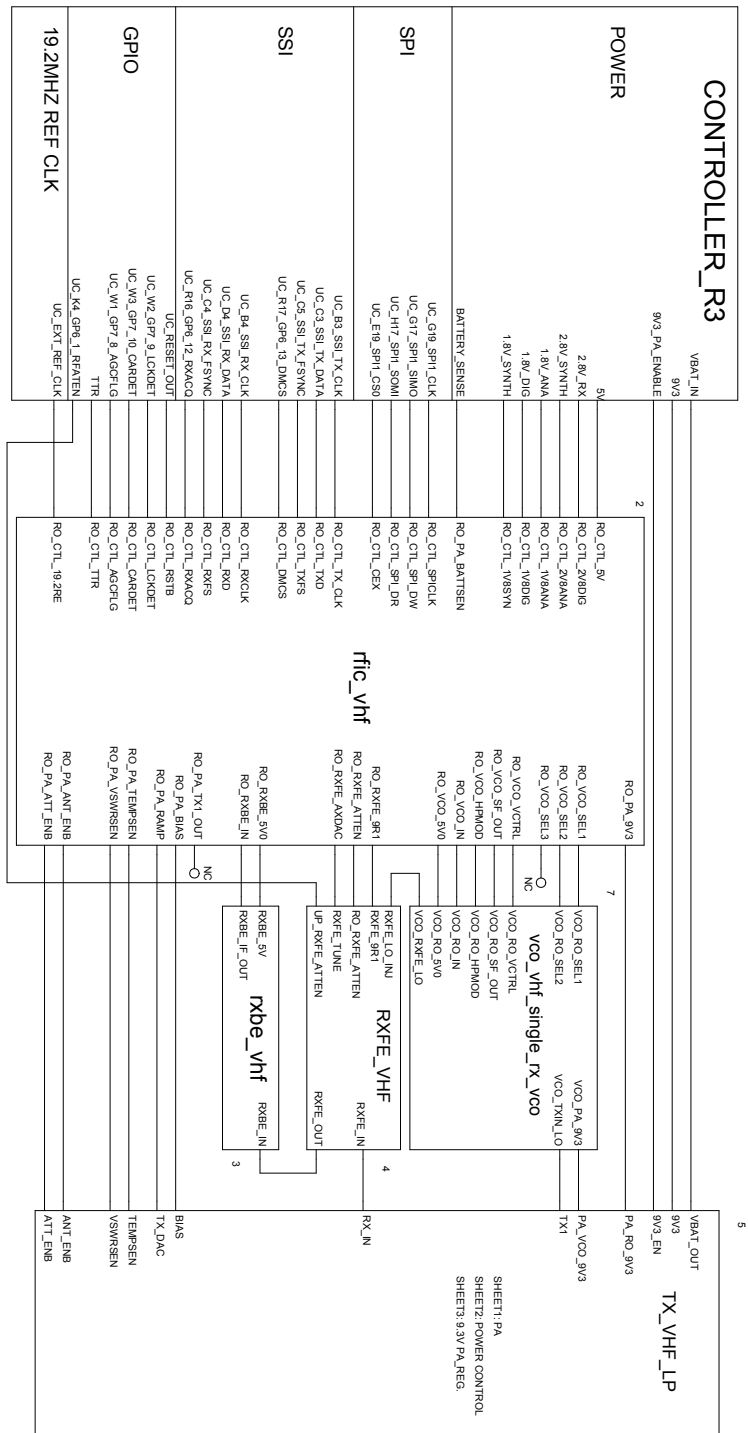 CONTROLLER_R3
POWER
SPI
SSI
GPIO
19.2MHZ REF CLK
VBAT_IN
9V3
9V3_PA_ENABLE
5V
2.8V_RX
2.8V_SYNTH
1.8V_ANA
1.8V_DIG
1.8V_SYNTH
BATTERY_SENSE
UC_G19_SPI1_CLK
UC_G17_SPI1_SIMO
UC_H17_SPI1_SOMI
UC_E19_SPI1_CS0
UC_B3_SSI_TX_CLK
UC_C3_SSI_TX_DATA
UC_C5_SSI_TX_FSYNC
UC_R17_GP6_13_DMCS
UC_B4_SSI_RX_CLK
UC_D4_SSI_RX_DATA
UC_C4_SSI_RX_FSYNC
UC_R16_GP6_12_RXACQ
UC_RESET_OUT
UC_W2_GP7_9_LCKDET
UC_W3_GP7_10_CARDET
UC_W1_GP7_8_AGCFLG
TTR
UC_K4_GP6_1_RFATEN
UC_EXT_REF_CLK
2
rfic_vhf
RO_CTL_5V
RO_CTL_2V8DIG
RO_CTL_2V8ANA
RO_CTL_1V8ANA
RO_CTL_1V8DIG
RO_CTL_1V8SYN
RO_PA_BATTSEN
RO_CTL_SPICLK
RO_CTL_SPI_DW
RO_CTL_SPI_DR
RO_CTL_CEX
RO_CTL_TX_CLK
RO_CTL_TXD
RO_CTL_TXFS
RO_CTL_DMCS
RO_CTL_RXCLK
RO_CTL_RXD
RO_CTL_RXFS
RO_CTL_RXACQ
RO_CTL_RSTB
RO_CTL_LCKDET
RO_CTL_CARDET
RO_CTL_AGCFLG
RO_CTL_TTR
RO_CTL_19.2RE
RO_PA_9V3
RO_VCO_SEL1
RO_VCO_SEL2
RO_VCO_SEL3
RO_VCO_VCTRL
RO_VCO_SF_OUT
RO_VCO_HPMOD
RO_VCO_IN
RO_VCO_5V0
RO_RXFE_9R1
RO_RXFE_ATTEN
RO_RXFE_AXDAC
RO_RXBE_5V0
RO_RXBE_IN
RO_PA_TX1_OUT
RO_PA_BIAS
RO_PA_RAMP
RO_PA_TEMPSEN
RO_PA_VSWRSEN
RO_PA_ANT_ENB
RO_PA_ATT_ENB
NC
NC
7
vco_vhf_single_rx_vco
VCO_RO_SEL1
VCO_RO_SEL2
VCO_RO_VCTRL
VCO_RO_SF_OUT
VCO_RO_HPMOD
VCO_RO_IN
VCO_RO_5V0
VCO_RXFE_LO
VCO_PA_9V3
VCO_TXIN_LO
RXFE_VHF
RXFE_LO_INJ
RXFE_9R1
RO_RXFE_ATTEN
RXFE_TUNE
UP_RXFE_ATTEN
RXFE_IN
RXFE_OUT
4
rxbe_vhf
RXBE_5V
RXBE_IF_OUT
RXBE_IN
3
5
TX_VHF_LP
VBAT_OUT
9V3
9V3_EN
PA_RO_9V3
PA_VCO_9V3
TX1
RX_IN
BIAS
TX_DAC
TEMPSEN
VSWRSEN
ANT_ENB
ATT_ENB
SHEET1: PA
SHEET2: POWER CONTROL
SHEET3: 9.3V PA_REG.